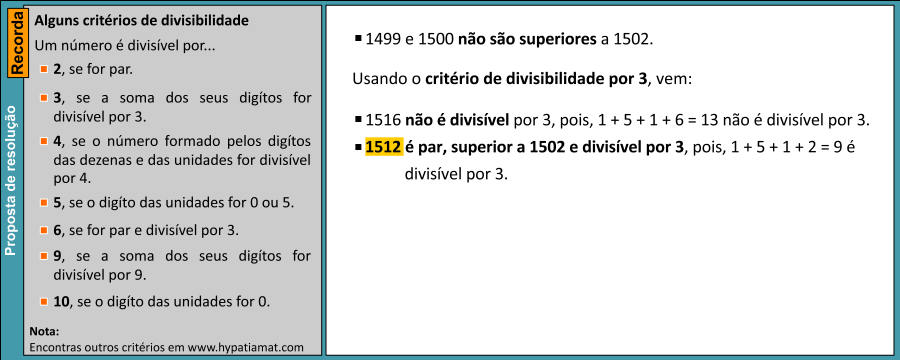 Recorda
Proposta de resolução
Alguns critérios de divisibilidade
Um número é divisível por...
2, se for par.
3, se a soma dos seus digítos for
divisível por 3.
4, se o número formado pelos digítos
das dezenas e das unidades for divisível
por 4.
5, se o digíto das unidades for 0 ou 5.
6, se for par e divisível por 3.
9, se a soma dos seus digítos for
divisível por 9.
10, se o digíto das unidades for 0.
Nota:
Encontras outros critérios em www.hypatiamat.com
1499 e 1500 não são superiores a 1502.
Usando o critério de divisibilidade por 3, vem:
1516 não é divisível por 3, pois, 1 + 5 + 1 + 6 = 13 não é divisível por 3.
1512 é par, superior a 1502 e divisível por 3, pois, 1 + 5 + 1 + 2 = 9 é
divisível por 3.